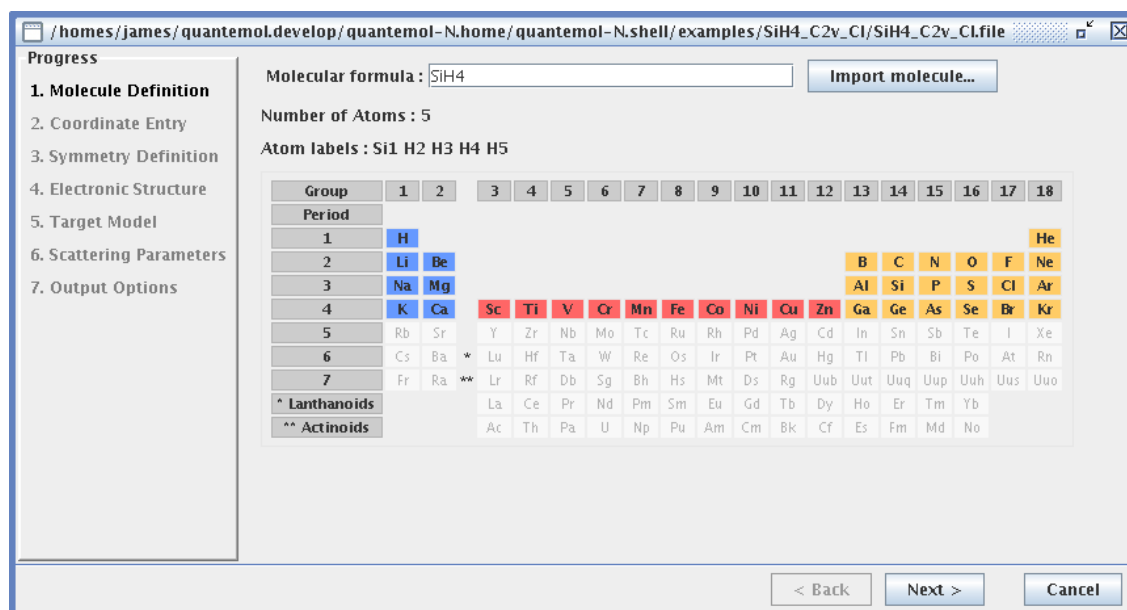 /homes/james/quantemol.develop/quantemol-N.home/quantemol-N.shell/examples/SiH4_C2v_CI/SiH4_C2v_CI.file
Progress
1. Molecule Definition
2. Coordinate Entry
3. Symmetry Definition
4. Electronic Structure
5. Target Model
6. Scattering Parameters
7. Output Options
Molecular formula : SiH4 Import molecule...
Number of Atoms : 5
Atom labels : Si1 H2 H3 H4 H5
Group 1 2 3 4 5 6 7 8 9 10 11 12 13 14 15 16 17 18
Period
1 H He
2 Li Be B C N O F Ne
3 Na Mg Al Si P S Cl Ar
4 K Ca Sc Ti V Cr Mn Fe Co Ni Cu Zn Ga Ge As Se Br Kr
5 Rb Sr Y Zr Nb Mo Tc Ru Rh Pd Ag Cd In Sn Sb Te I Xe
6 Cs Ba * Lu Hf Ta W Re Os Ir Pt Au Hg Tl Pb Bi Po At Rn
7 Fr Ra ** Lr Rf Db Sg Bh Hs Mt Ds Rg Uub Uut Uuq Uup Uuh Uus Uuo
* Lanthanoids La Ce Pr Nd Pm Sm Eu Gd Tb Dy Ho Er Tm Yb
** Actinoids Ac Th Pa U Np Pu Am Cm Bk Cf Es Fm Md No
< Back Next > Cancel